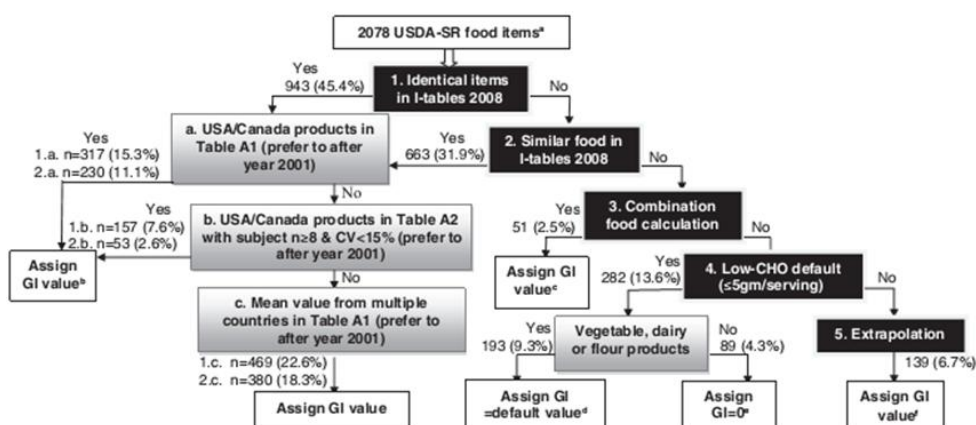 2078 USDA-SR food itemsᵃ
Yes
943 (45.4%)
1. Identical items
in I-tables 2008
No
a. USA/Canada products in
Table A1 (prefer to after
year 2001)
Yes
663 (31.9%)
2. Similar food in
I-tables 2008
No
Yes
1.a. n=317 (15.3%)
2.a. n=230 (11.1%)
No
Yes
1.b. n=157 (7.6%)
2.b. n=53 (2.6%)
b. USA/Canada products in Table A2
with subject n≥8 & CV<15% (prefer to
after year 2001)
Yes
51 (2.5%)
3. Combination
food calculation
No
Assign
GI valueᵇ
No
Assign GI
valueᶜ
Yes
282 (13.6%)
4. Low-CHO default
(≤5gm/serving)
No
c. Mean value from multiple
countries in Table A1 (prefer to
after year 2001)
Yes
193 (9.3%)
Vegetable, dairy
or flour products
No
89 (4.3%)
5. Extrapolation
1.c. n=469 (22.6%)
2.c. n=380 (18.3%)
139 (6.7%)
Assign GI value
Assign GI
=default valueᵈ
Assign
GI=0ᵉ
Assign GI
valueᶠ